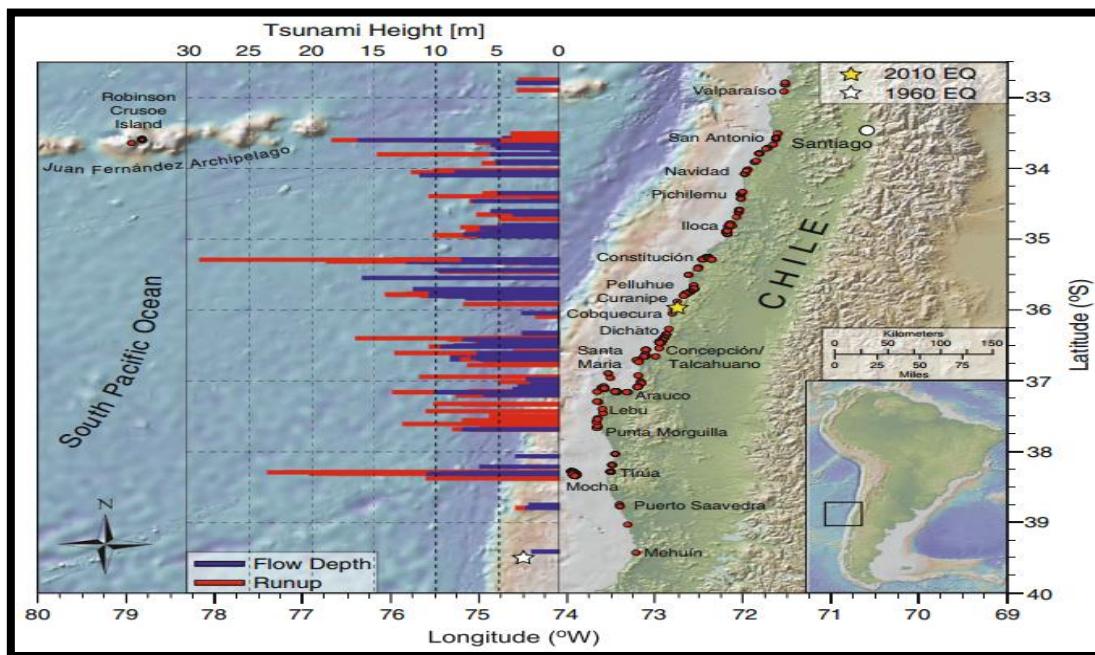 Tsunami Height [m]
30 25 20 15 10 5 0
2010 EQ
1960 EQ
Valparaíso
Robinson
Crusoe
Island
San Antonio
Santiago
Juan Fernández Archipelago
Navidad
Pichilemu
Iloca
CHILE
Constitución
Pelluhue
Curanipe
Cobquecura
Dichato
Santa
Maria
Concepción/
Talcahuano
Arauco
Lebu
Punta Morguilla
Tirúa
Mocha
Puerto Saavedra
Mehuín
South Pacific Ocean
Kilometers
0 25 50 100 150
0 25 50 75
Miles
N
Flow Depth
Runup
33
34
35
36
37
38
39
40
Latitude (ºS)
80 79 78 77 76 75 74 73 72 71 70 69
Longitude (ºW)